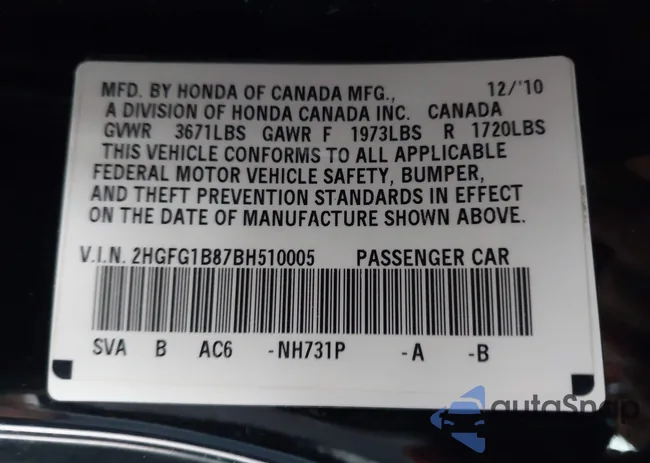 MFD. BY HONDA OF CANADA MFG., 12/'10
A DIVISION OF HONDA CANADA INC. CANADA
GVWR 3671LBS GAWR F 1973LBS R 1720LBS
THIS VEHICLE CONFORMS TO ALL APPLICABLE
FEDERAL MOTOR VEHICLE SAFETY, BUMPER,
AND THEFT PREVENTION STANDARDS IN EFFECT
ON THE DATE OF MANUFACTURE SHOWN ABOVE.
V.I.N. 2HGFG1B87BH510005 PASSENGER CAR
SVA B AC6 -NH731P -A -B
autoSnap